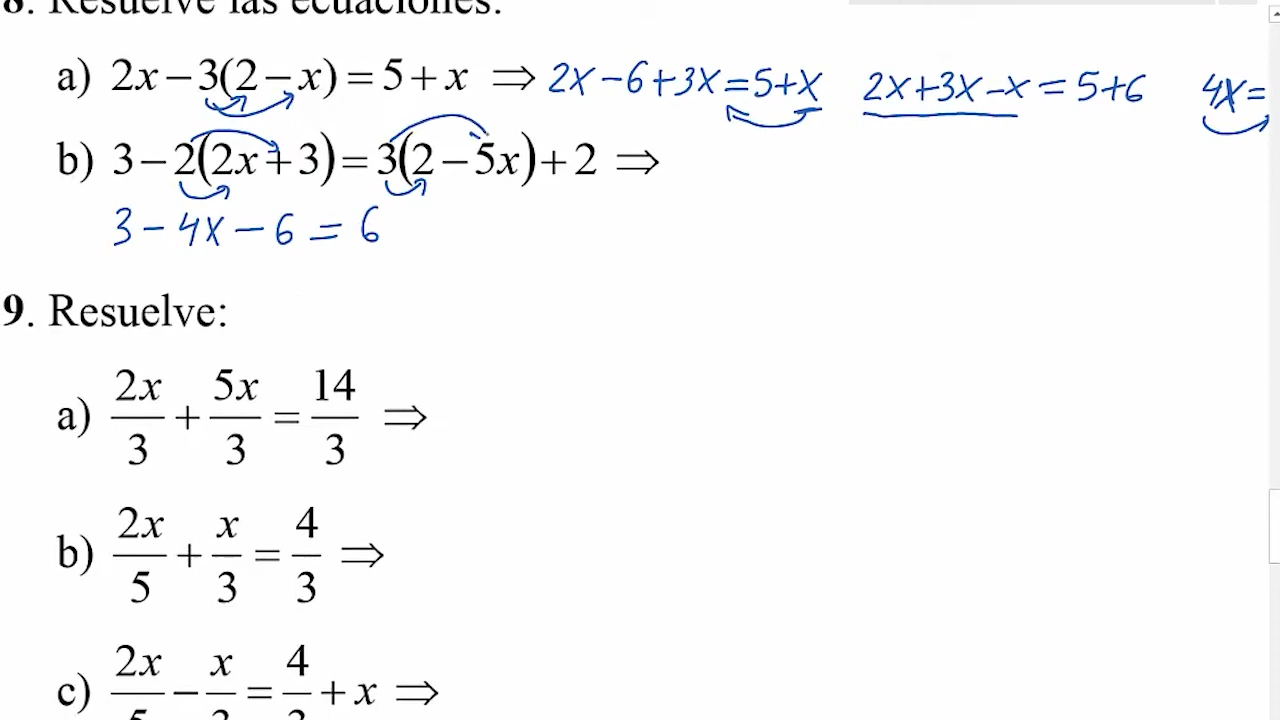 8. Resuelve las ecuaciones:
a) 2x − 3(2 − x) = 5 + x ⇒ 2x − 6 + 3x = 5 + x 2x + 3x − x = 5 + 6 4x =
b) 3 − 2(2x + 3) = 3(2 − 5x) + 2 ⇒
3 − 4x − 6 = 6
9. Resuelve:
a) 2x/3 + 5x/3 = 14/3 ⇒
b) 2x/5 + x/3 = 4/3 ⇒
c) 2x/5 − x/3 = 4/3 + x ⇒